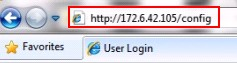 http://172.6.42.105/config
Favorites
User Login